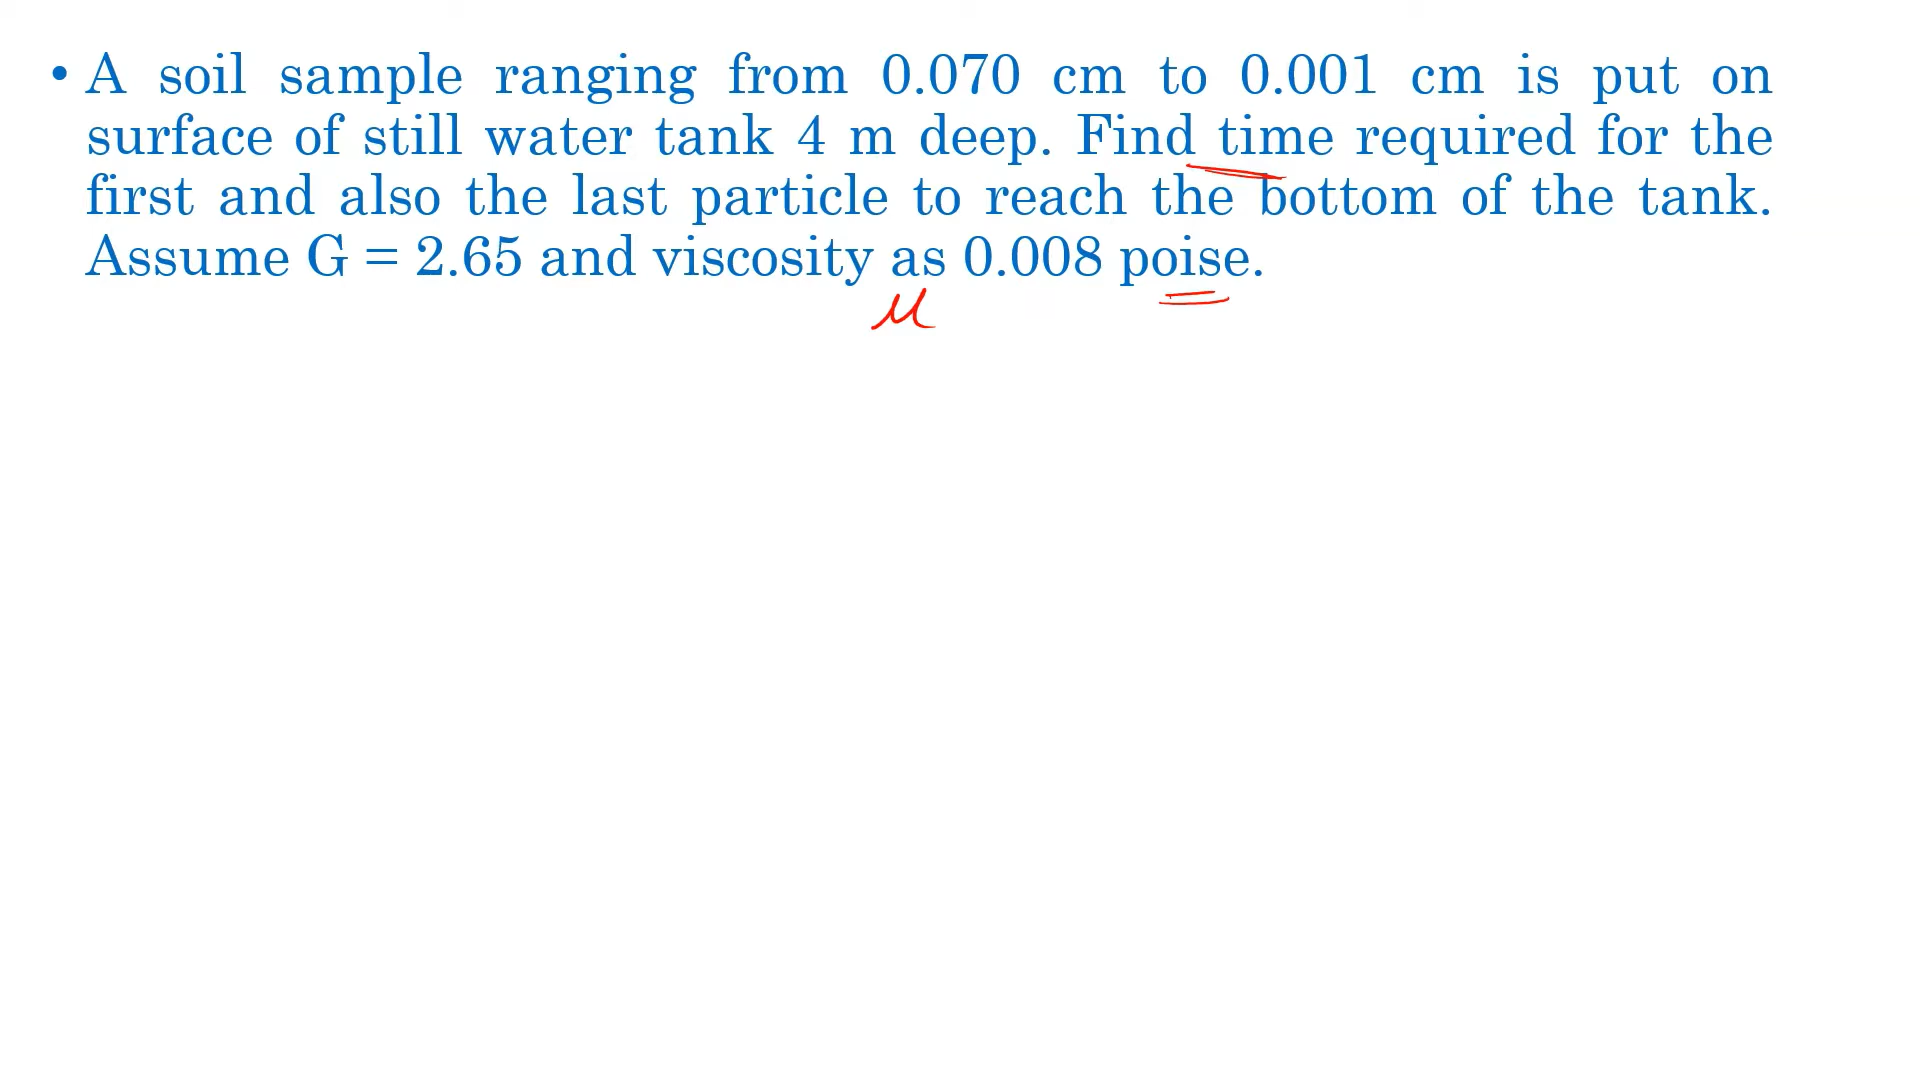 • A soil sample ranging from 0.070 cm to 0.001 cm is put on
surface of still water tank 4 m deep. Find time required for the
first and also the last particle to reach the bottom of the tank.
Assume G = 2.65 and viscosity as 0.008 poise.
μ